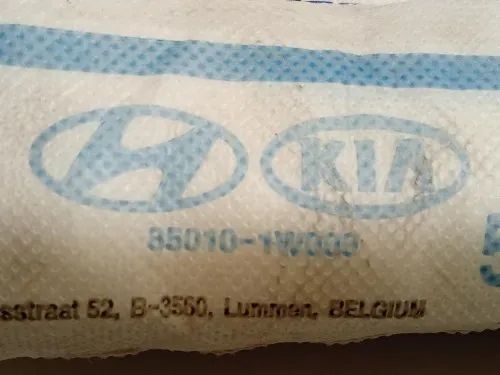 KIA
85010-1W000
sstraat 52, B-3560, Lummen, BELGIUM